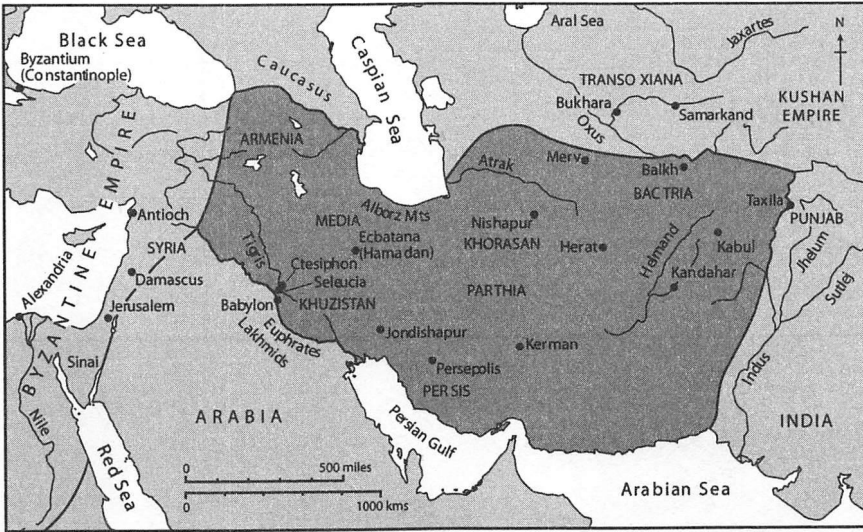 Black Sea
Byzantium
(Constantinople)
Caucasus
Caspian Sea
Aral Sea
Jaxartes
N
TRANSO XIANA
Bukhara
Samarkand
Oxus
KUSHAN
EMPIRE
ARMENIA
Atrak
Merv
Balkh
BACTRIA
Taxila
PUNJAB
BYZANTINE EMPIRE
Antioch
SYRIA
MEDIA
Alborz Mts
Ecbatana
(Hamadan)
Nishapur
KHORASAN
Herat
Helmand
Kabul
Kandahar
Jhelum
Sutlej
Tigris
Ctesiphon
Seleucia
Alexandria
Damascus
Jerusalem
Babylon
KHUZISTAN
PARTHIA
Euphrates
Lakhmids
Jondishapur
Kerman
Persepolis
PERSIS
Sinai
Nile
Indus
ARABIA
INDIA
Persian Gulf
Red Sea
0 500 miles
0 1000 kms
Arabian Sea